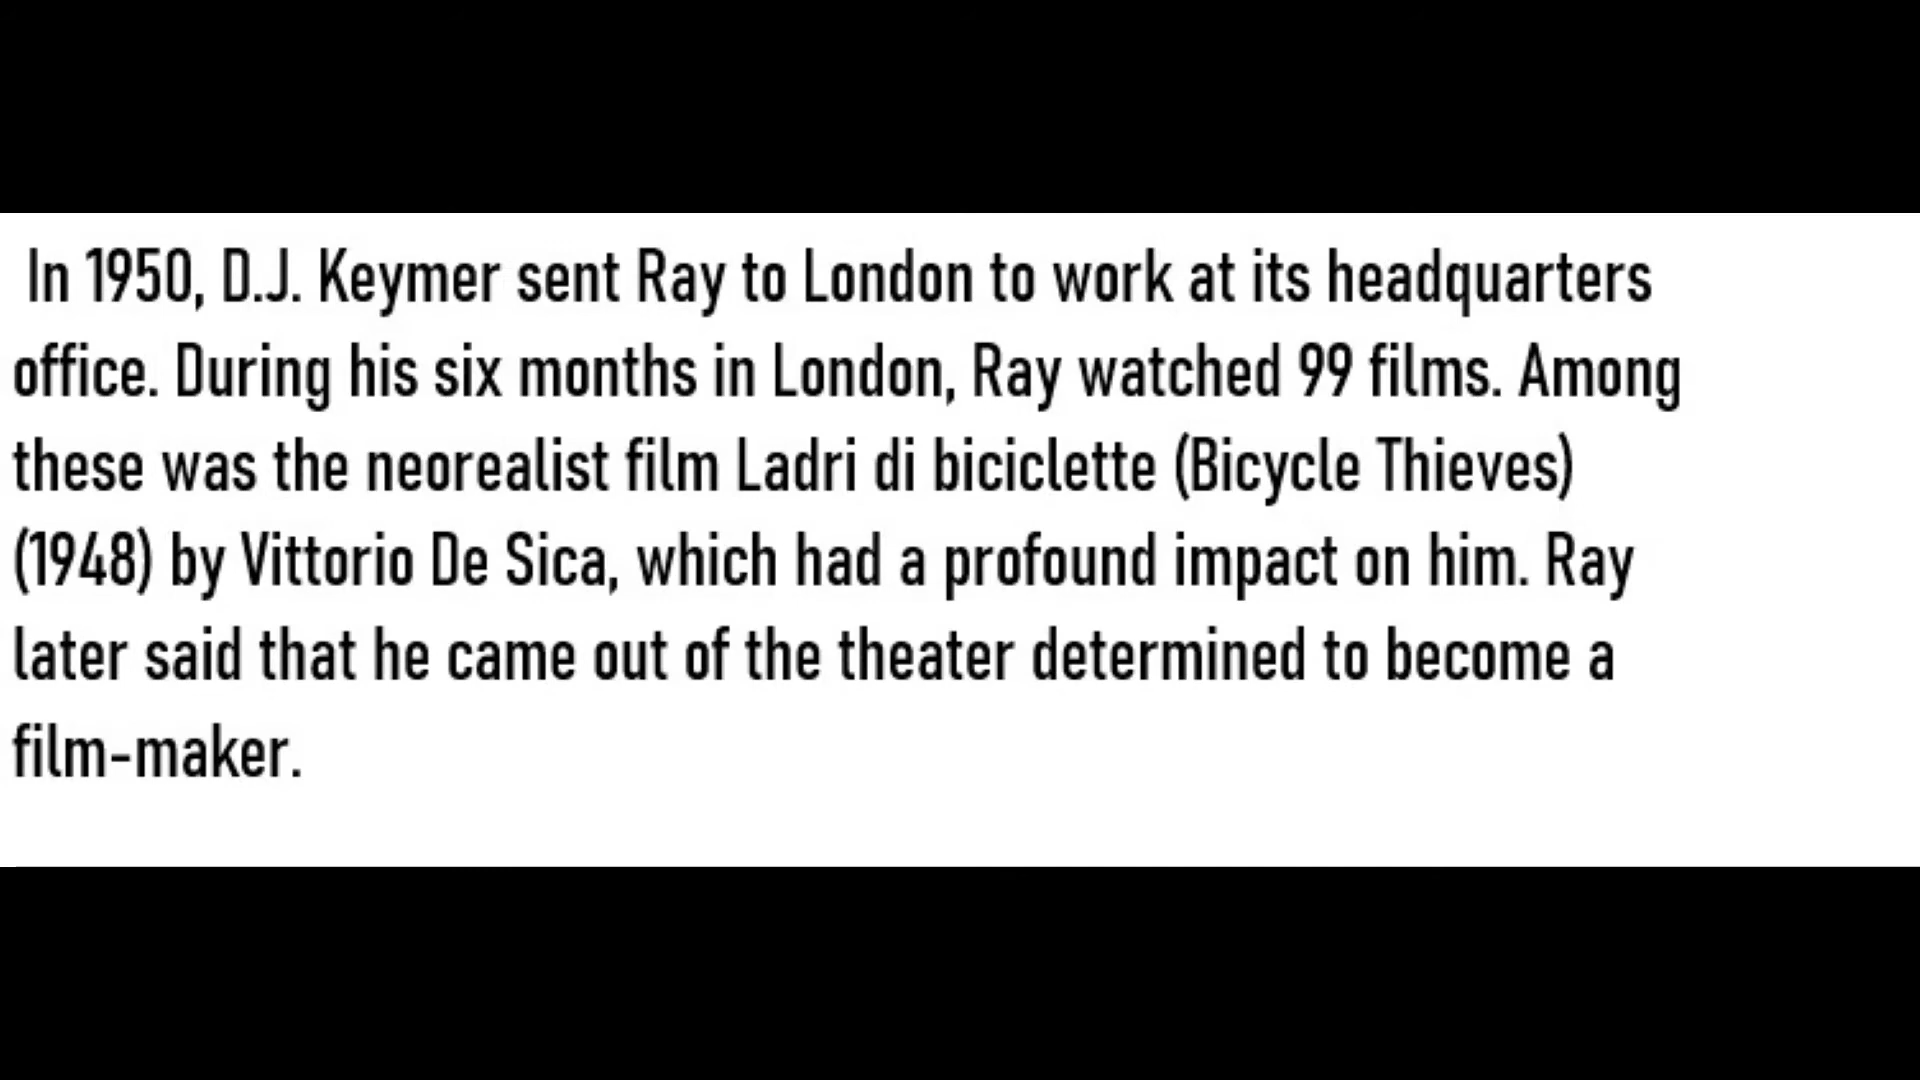 In 1950, D.J. Keymer sent Ray to London to work at its headquarters
office. During his six months in London, Ray watched 99 films. Among
these was the neorealist film Ladri di biciclette (Bicycle Thieves)
(1948) by Vittorio De Sica, which had a profound impact on him. Ray
later said that he came out of the theater determined to become a
film-maker.